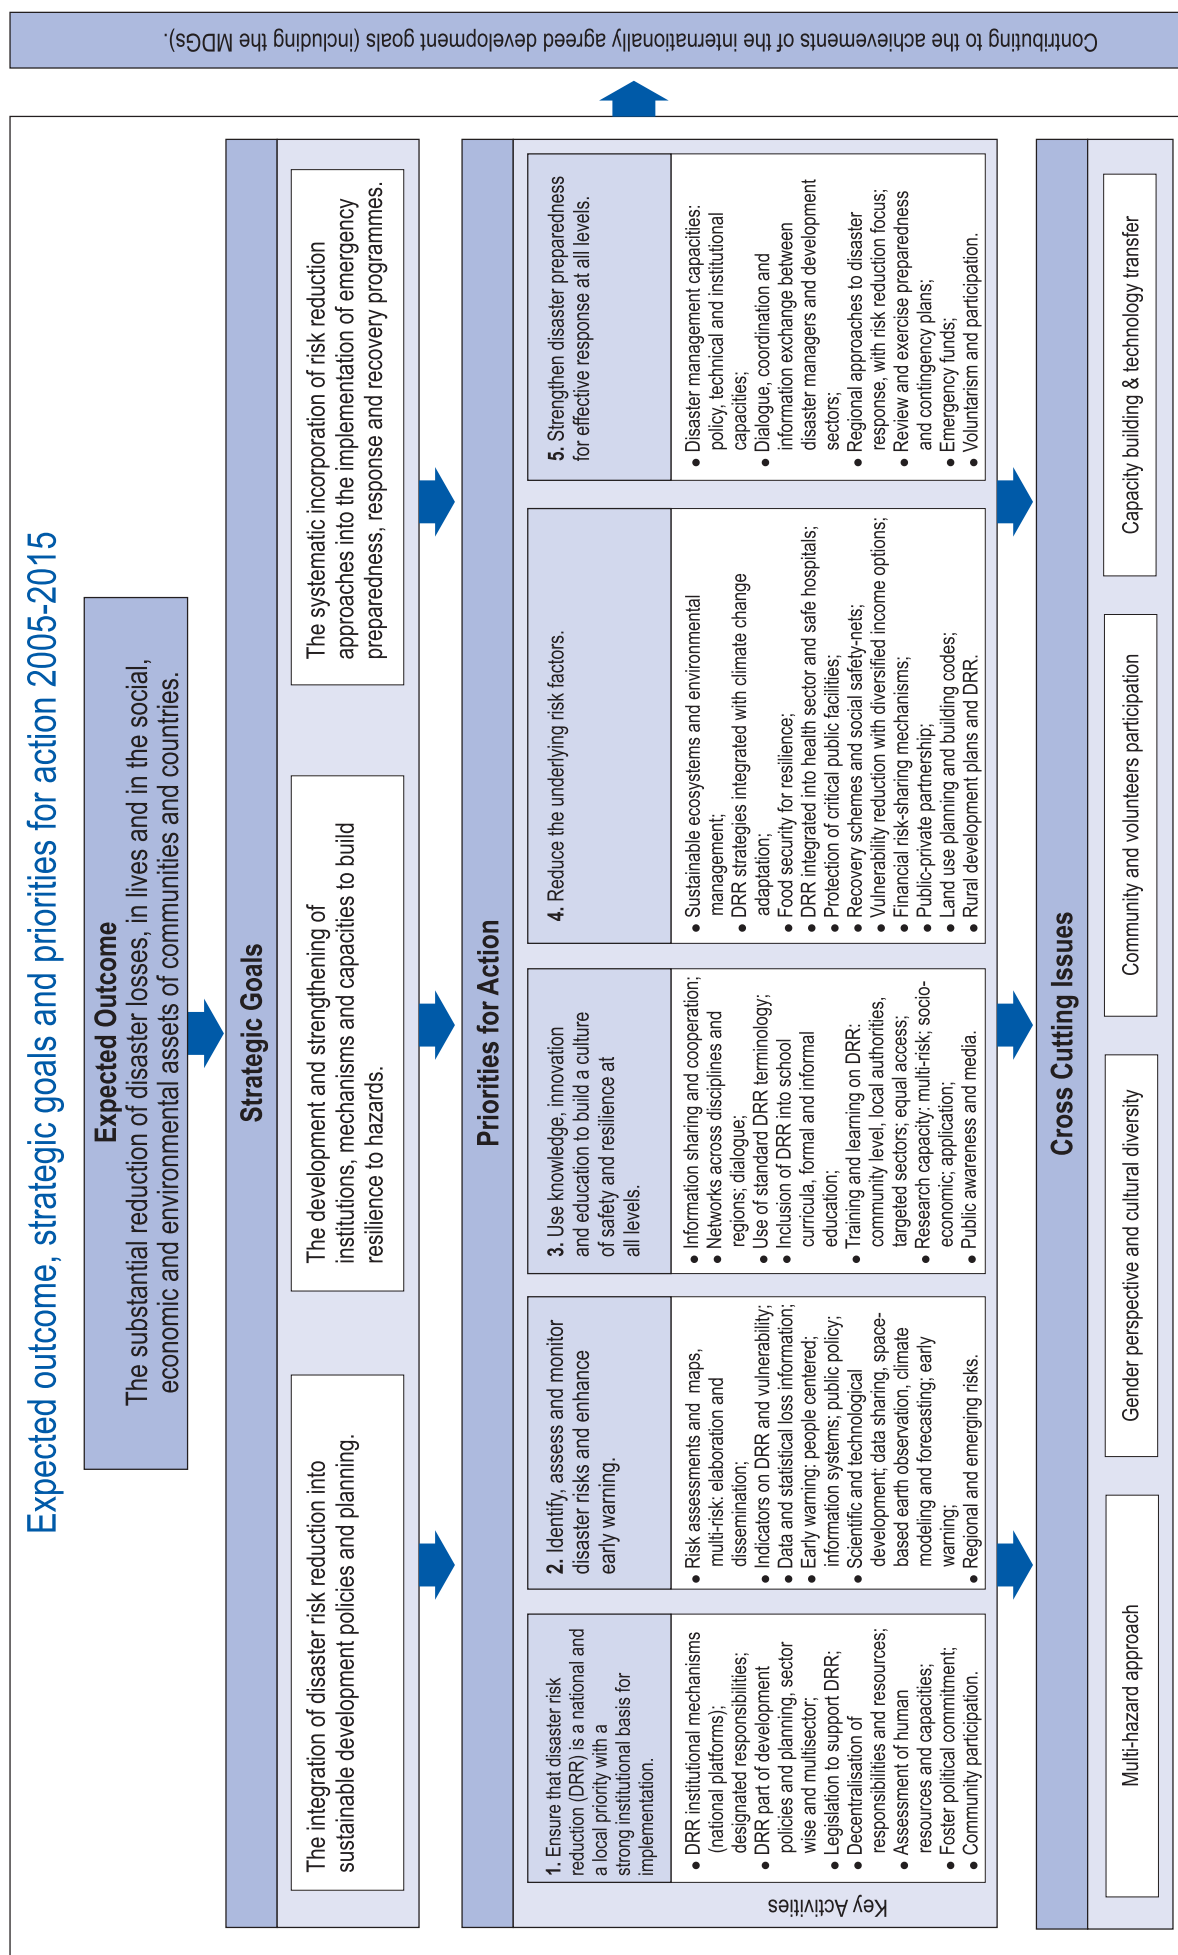 Expected outcome, strategic goals and priorities for action 2005-2015
Expected Outcome
The substantial reduction of disaster losses, in lives and in the social,
economic and environmental assets of communities and countries.
Strategic Goals
The integration of disaster risk reduction into
sustainable development policies and planning.
The development and strengthening of
institutions, mechanisms and capacities to build
resilience to hazards.
The systematic incorporation of risk reduction
approaches into the implementation of emergency
preparedness, response and recovery programmes.
Priorities for Action
1. Ensure that disaster risk
reduction (DRR) is a national and
a local priority with a
strong institutional basis for
implementation.
2. Identify, assess and monitor
disaster risks and enhance
early warning.
3. Use knowledge, innovation
and education to build a culture
of safety and resilience at
all levels.
4. Reduce the underlying risk factors.
5. Strengthen disaster preparedness
for effective response at all levels.
Key Activities
• DRR institutional mechanisms
(national platforms);
designated responsibilities;
• DRR part of development
policies and planning, sector
wise and multisector;
• Legislation to support DRR;
• Decentralisation of
responsibilities and resources;
• Assessment of human
resources and capacities;
• Foster political commitment;
• Community participation.
• Risk assessments and maps,
multi-risk: elaboration and
dissemination;
• Indicators on DRR and vulnerability;
• Data and statistical loss information;
• Early warning: people centered;
information systems; public policy;
• Scientific and technological
development; data sharing, space-
based earth observation, climate
modeling and forecasting; early
warning;
• Regional and emerging risks.
• Information sharing and cooperation;
• Networks across disciplines and
regions; dialogue;
• Use of standard DRR terminology;
• Inclusion of DRR into school
curricula, formal and informal
education;
• Training and learning on DRR:
community level, local authorities,
targeted sectors; equal access;
• Research capacity: multi-risk; socio-
economic; application;
• Public awareness and media.
• Sustainable ecosystems and environmental
management;
• DRR strategies integrated with climate change
adaptation;
• Food security for resilience;
• DRR integrated into health sector and safe hospitals;
• Protection of critical public facilities;
• Recovery schemes and social safety-nets;
• Vulnerability reduction with diversified income options;
• Financial risk-sharing mechanisms;
• Public-private partnership;
• Land use planning and building codes;
• Rural development plans and DRR.
• Disaster management capacities:
policy, technical and institutional
capacities;
• Dialogue, coordination and
information exchange between
disaster managers and development
sectors;
• Regional approaches to disaster
response, with risk reduction focus;
• Review and exercise preparedness
and contingency plans;
• Emergency funds;
• Voluntarism and participation.
Cross Cutting Issues
Multi-hazard approach
Gender perspective and cultural diversity
Community and volunteers participation
Capacity building & technology transfer
Contributing to the achievements of the internationally agreed development goals (including the MDGs).